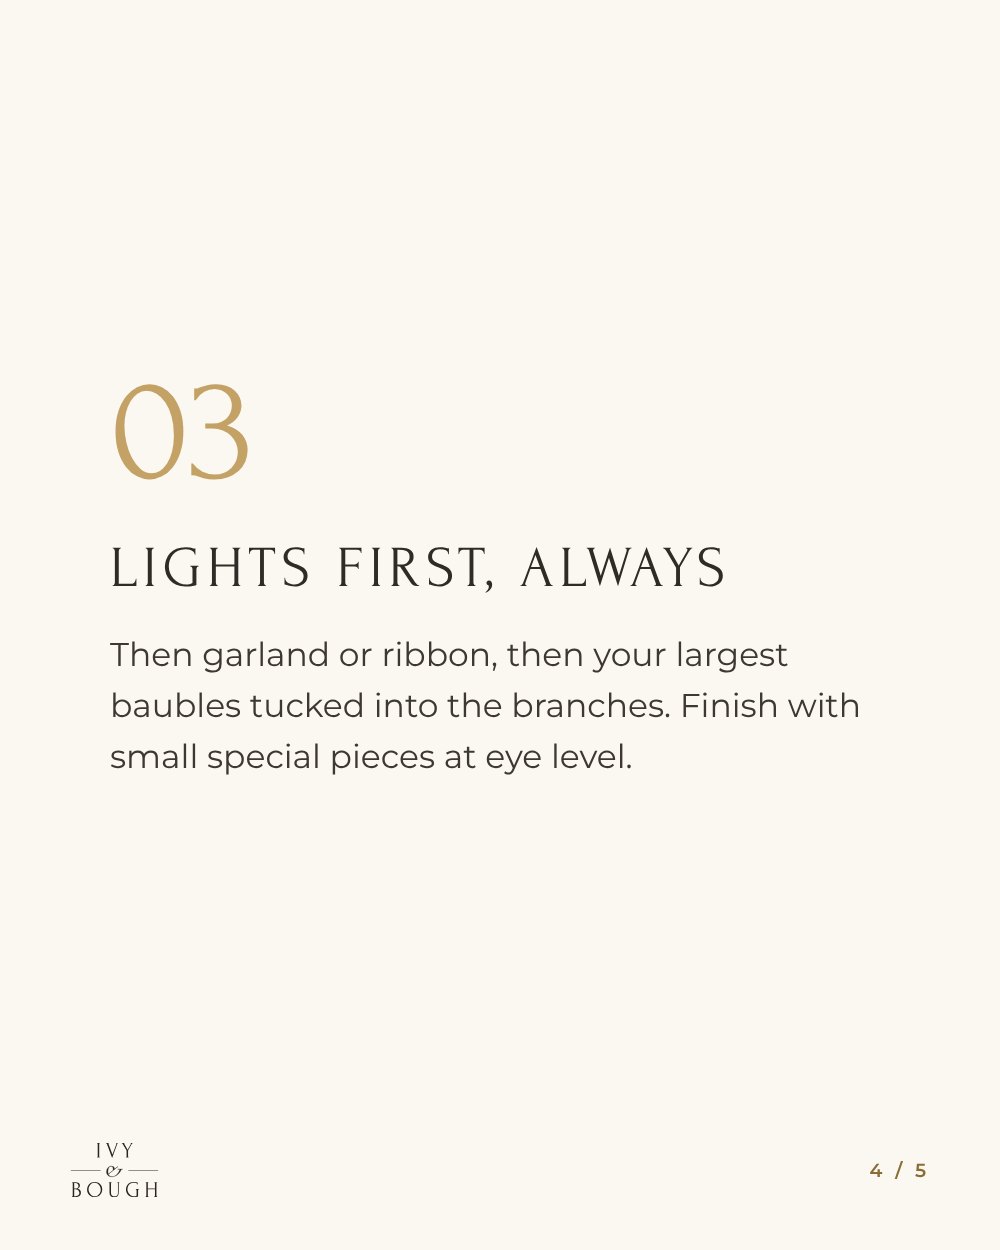 03
LIGHTS FIRST, ALWAYS
Then garland or ribbon, then your largest
baubles tucked into the branches. Finish with
small special pieces at eye level.
IVY
&
BOUGH
4 / 5